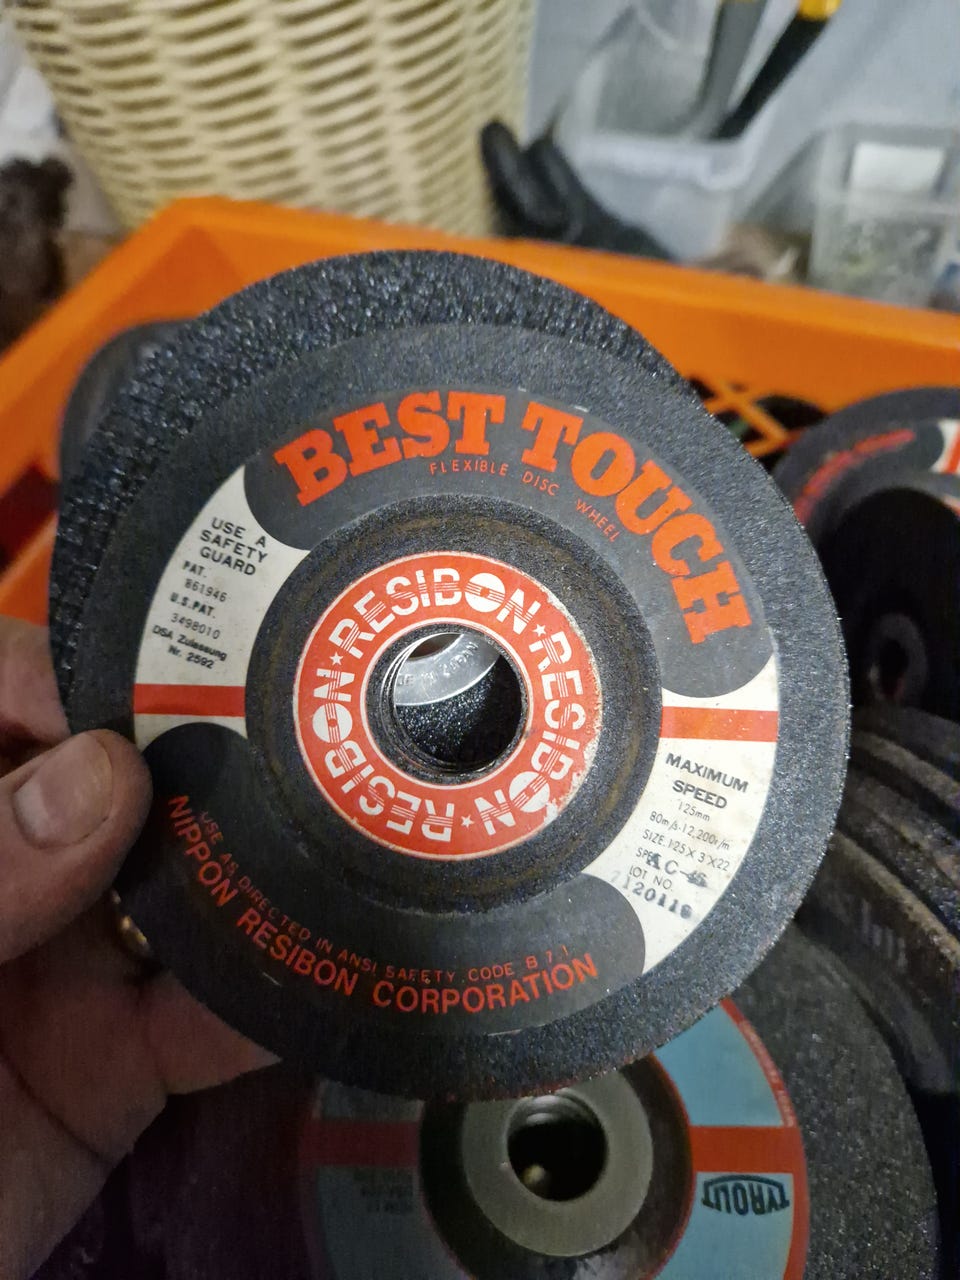 BEST TOUCH
FLEXIBLE DISC WHEEL
USE A
SAFETY
GUARD
PAT.
861946
U.S.PAT.
3498010
DSA Zulassung
Nr. 2592
RESIBON ★ RESIBON ★ RESIBON ★
MAXIMUM
SPEED
125mm
80m/s·12,200r/m
SIZE 125 X 3 X 22
LOT NO.
USE AS DIRECTED IN ANSI SAFETY CODE B 7.1
NIPPON RESIBON CORPORATION
TYROLIT